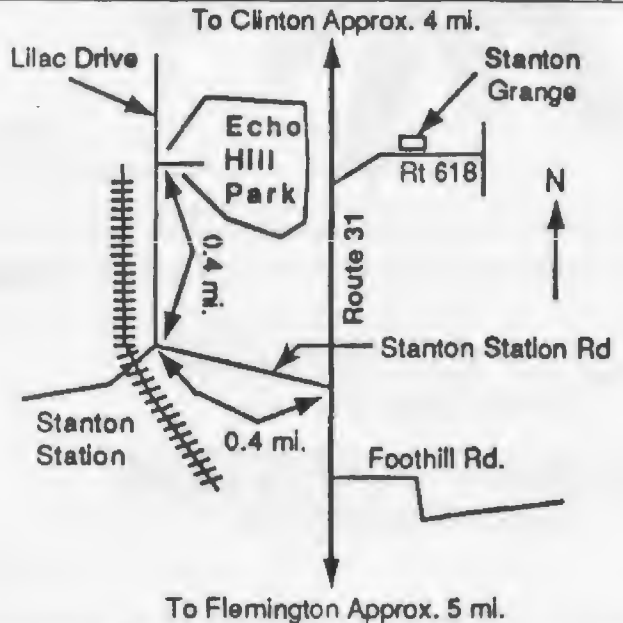 To Clinton Approx. 4 mi.
Lilac Drive
Stanton
Grange
Echo
Hill
Park
Rt 618
N
0.4 mi.
Route 31
Stanton Station Rd
Stanton
Station
0.4 mi.
Foothill Rd.
To Flemington Approx. 5 mi.